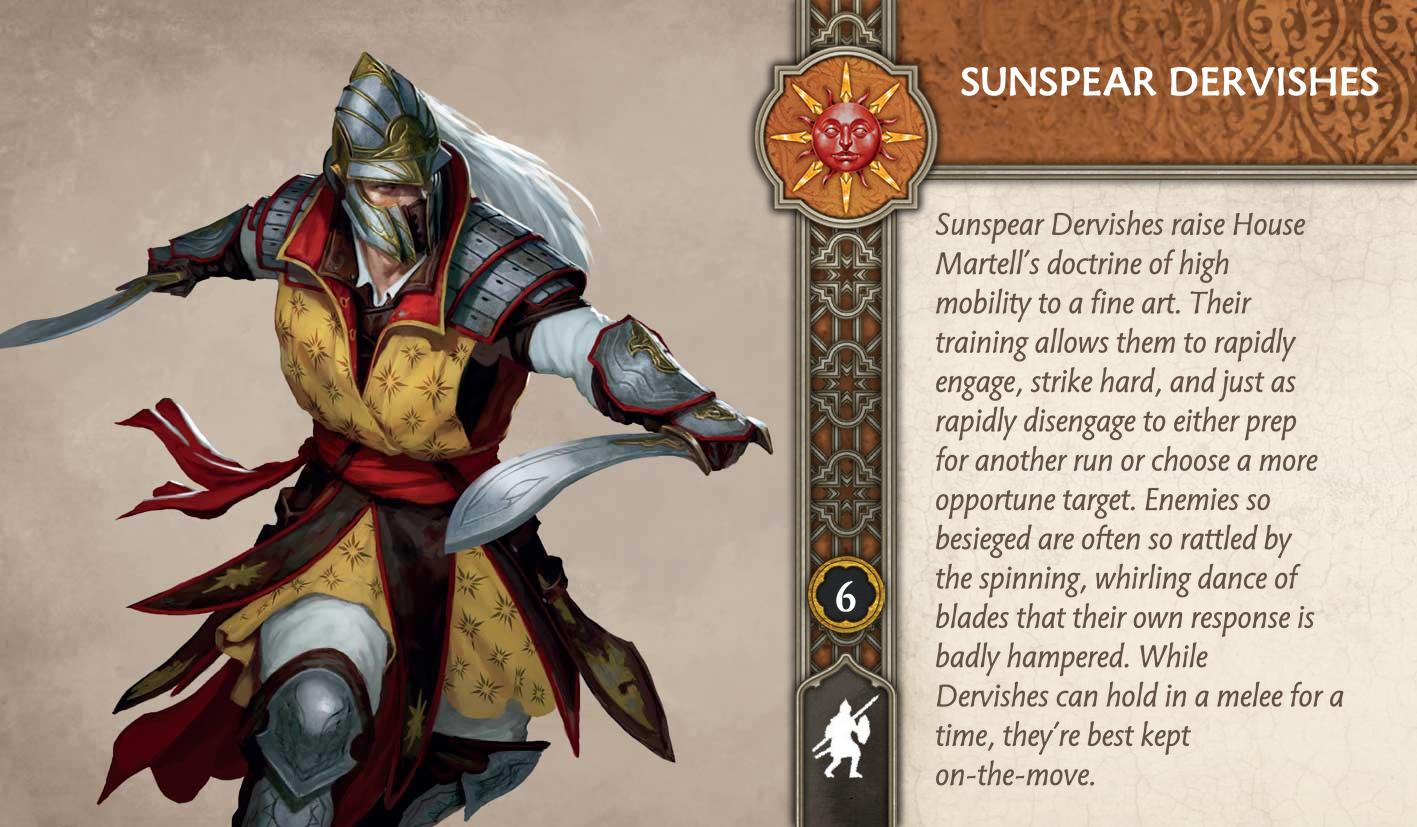 SUNSPEAR DERVISHES
Sunspear Dervishes raise House
Martell's doctrine of high
mobility to a fine art. Their
training allows them to rapidly
engage, strike hard, and just as
rapidly disengage to either prep
for another run or choose a more
opportune target. Enemies so
besieged are often so rattled by
the spinning, whirling dance of
blades that their own response is
badly hampered. While
Dervishes can hold in a melee for a
time, they're best kept
on-the-move.
6